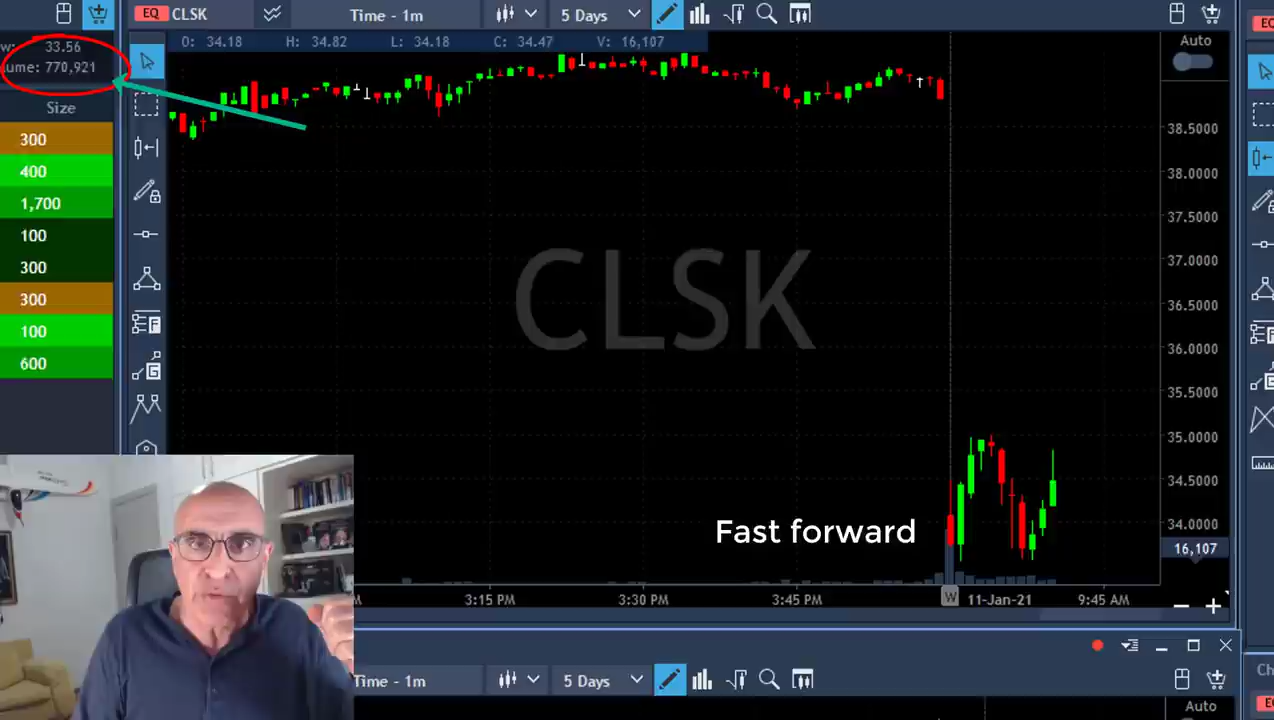 EQ CLSK Time - 1m 5 Days
w: 33.56
ume: 770,921
O: 34.18 H: 34.82 L: 34.18 C: 34.47 V: 16,107
Auto
Size
300
400
1,700
100
300
300
100
600
38.5000
38.0000
37.5000
37.0000
36.5000
36.0000
35.5000
35.0000
34.5000
34.0000
16,107
CLSK
Fast forward
M 3:15 PM 3:30 PM 3:45 PM W 11-Jan-21 9:45 AM
Time - 1m 5 Days
Auto
Ch
EQ
F
G